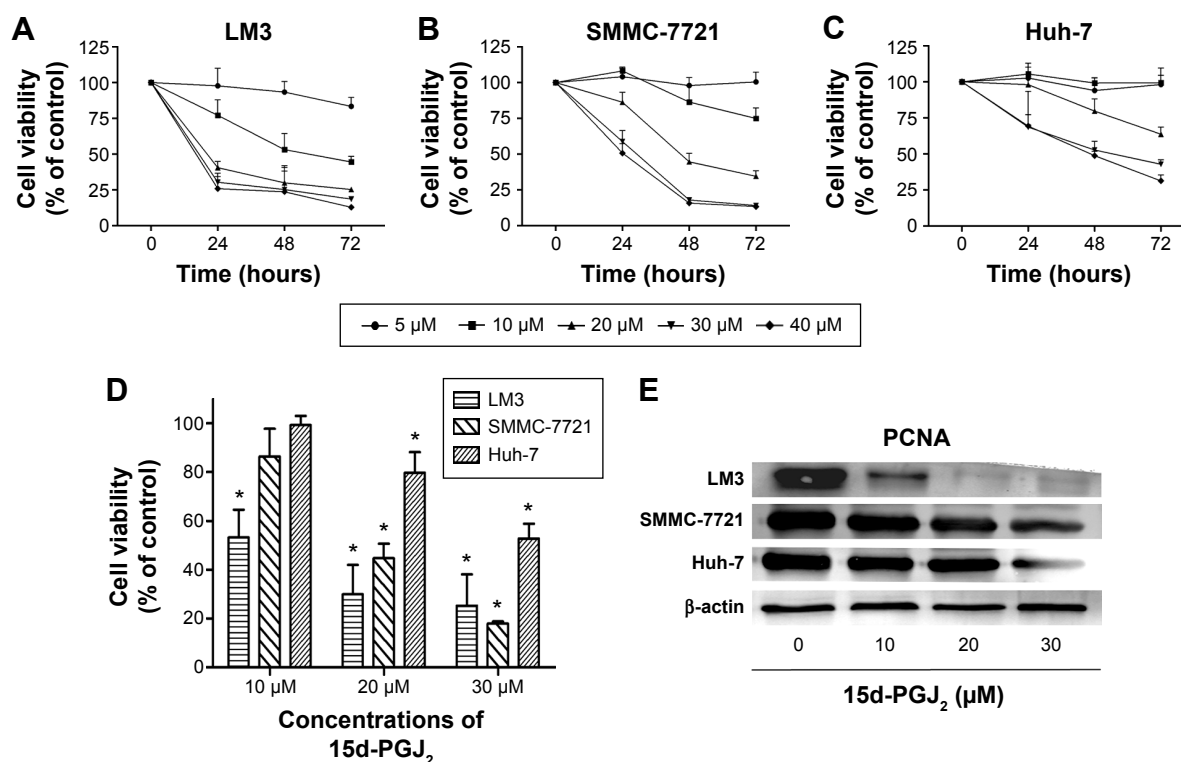 A
LM3
Cell viability
(% of control)
125
100
75
50
25
0
0 24 48 72
Time (hours)
B
SMMC-7721
Cell viability
(% of control)
125
100
75
50
25
0
0 24 48 72
Time (hours)
C
Huh-7
Cell viability
(% of control)
125
100
75
50
25
0
0 24 48 72
Time (hours)
5 µM 10 µM 20 µM 30 µM 40 µM
D
LM3
SMMC-7721
Huh-7
Cell viability
(% of control)
100
80
60
40
20
0
* * * * * * *
10 µM 20 µM 30 µM
Concentrations of
15d-PGJ₂
E
PCNA
LM3
SMMC-7721
Huh-7
β-actin
0 10 20 30
15d-PGJ₂ (µM)